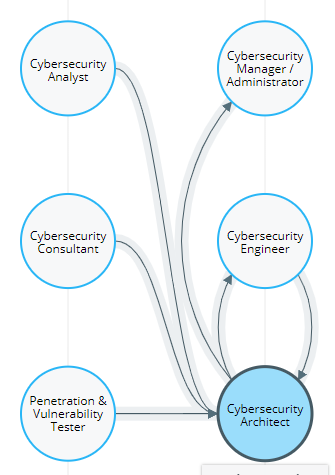 Cybersecurity
Analyst
Cybersecurity
Manager /
Administrator
Cybersecurity
Consultant
Cybersecurity
Engineer
Penetration &
Vulnerability
Tester
Cybersecurity
Architect